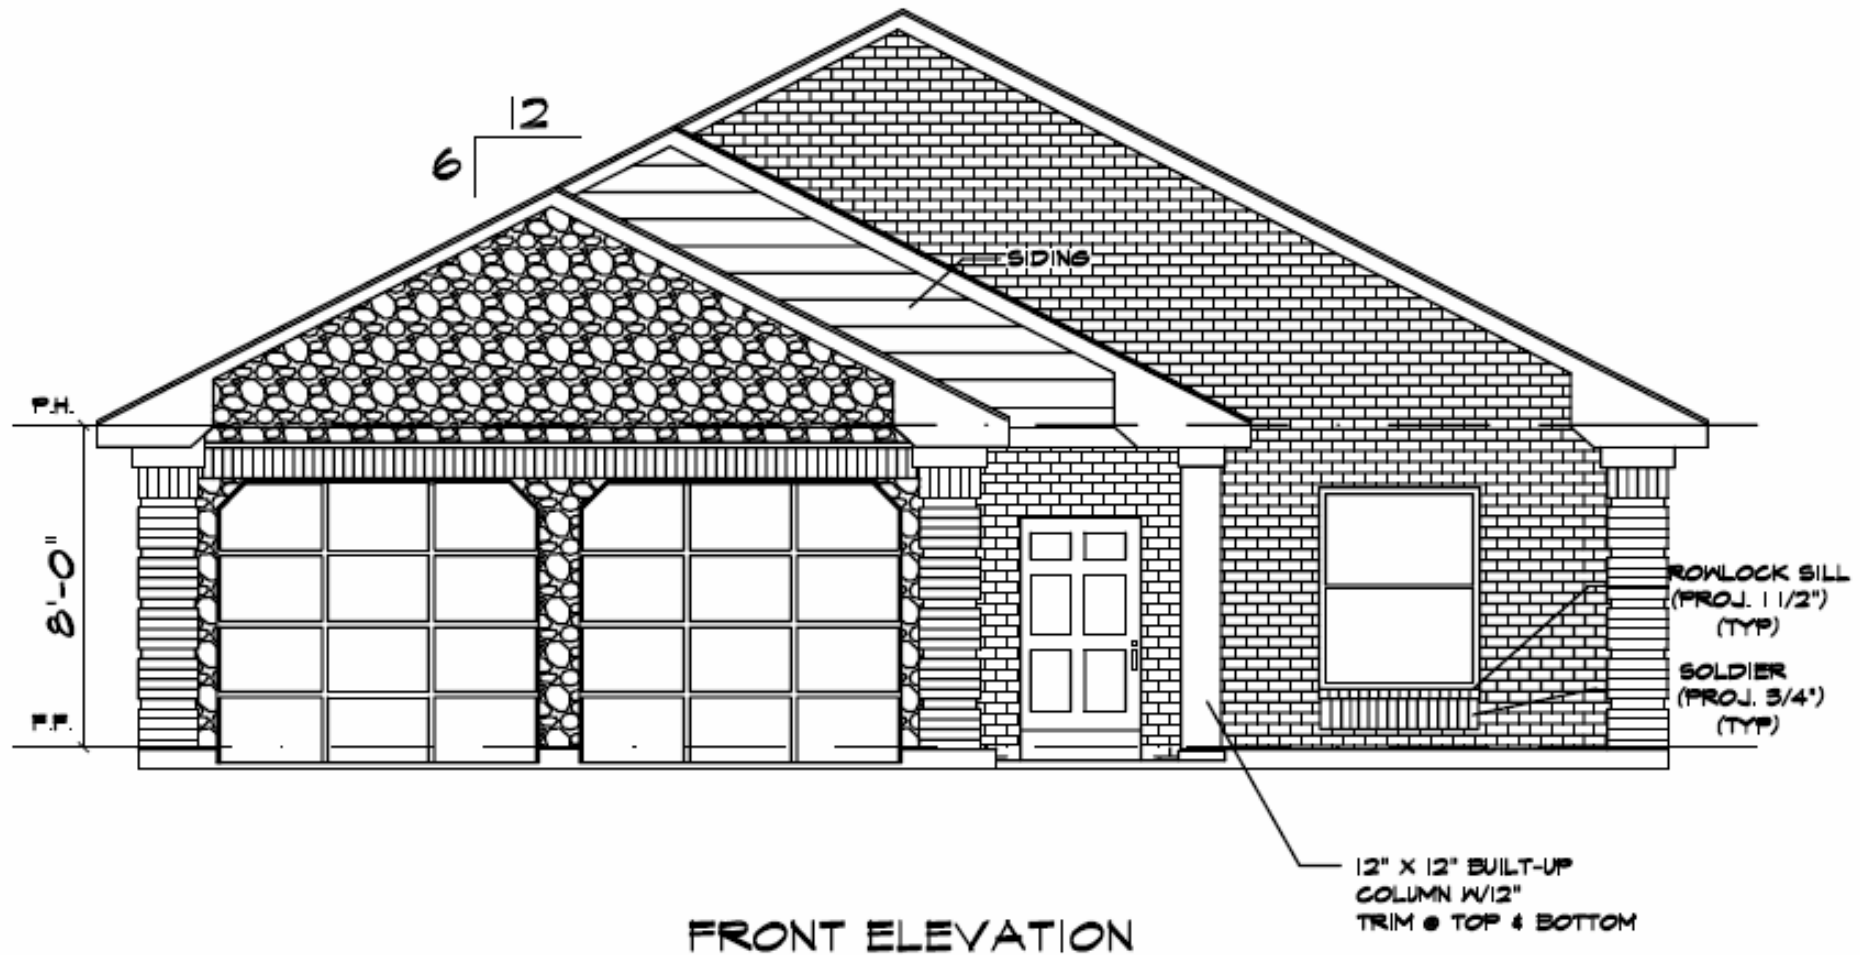 12
6
SIDING
P.H.
8'-0"
ROWLOCK SILL
(PROJ. 1 1/2")
(TYP)
SOLDIER
(PROJ. 3/4")
(TYP)
F.F.
12" X 12" BUILT-UP
COLUMN W/12"
TRIM @ TOP & BOTTOM
FRONT ELEVATION